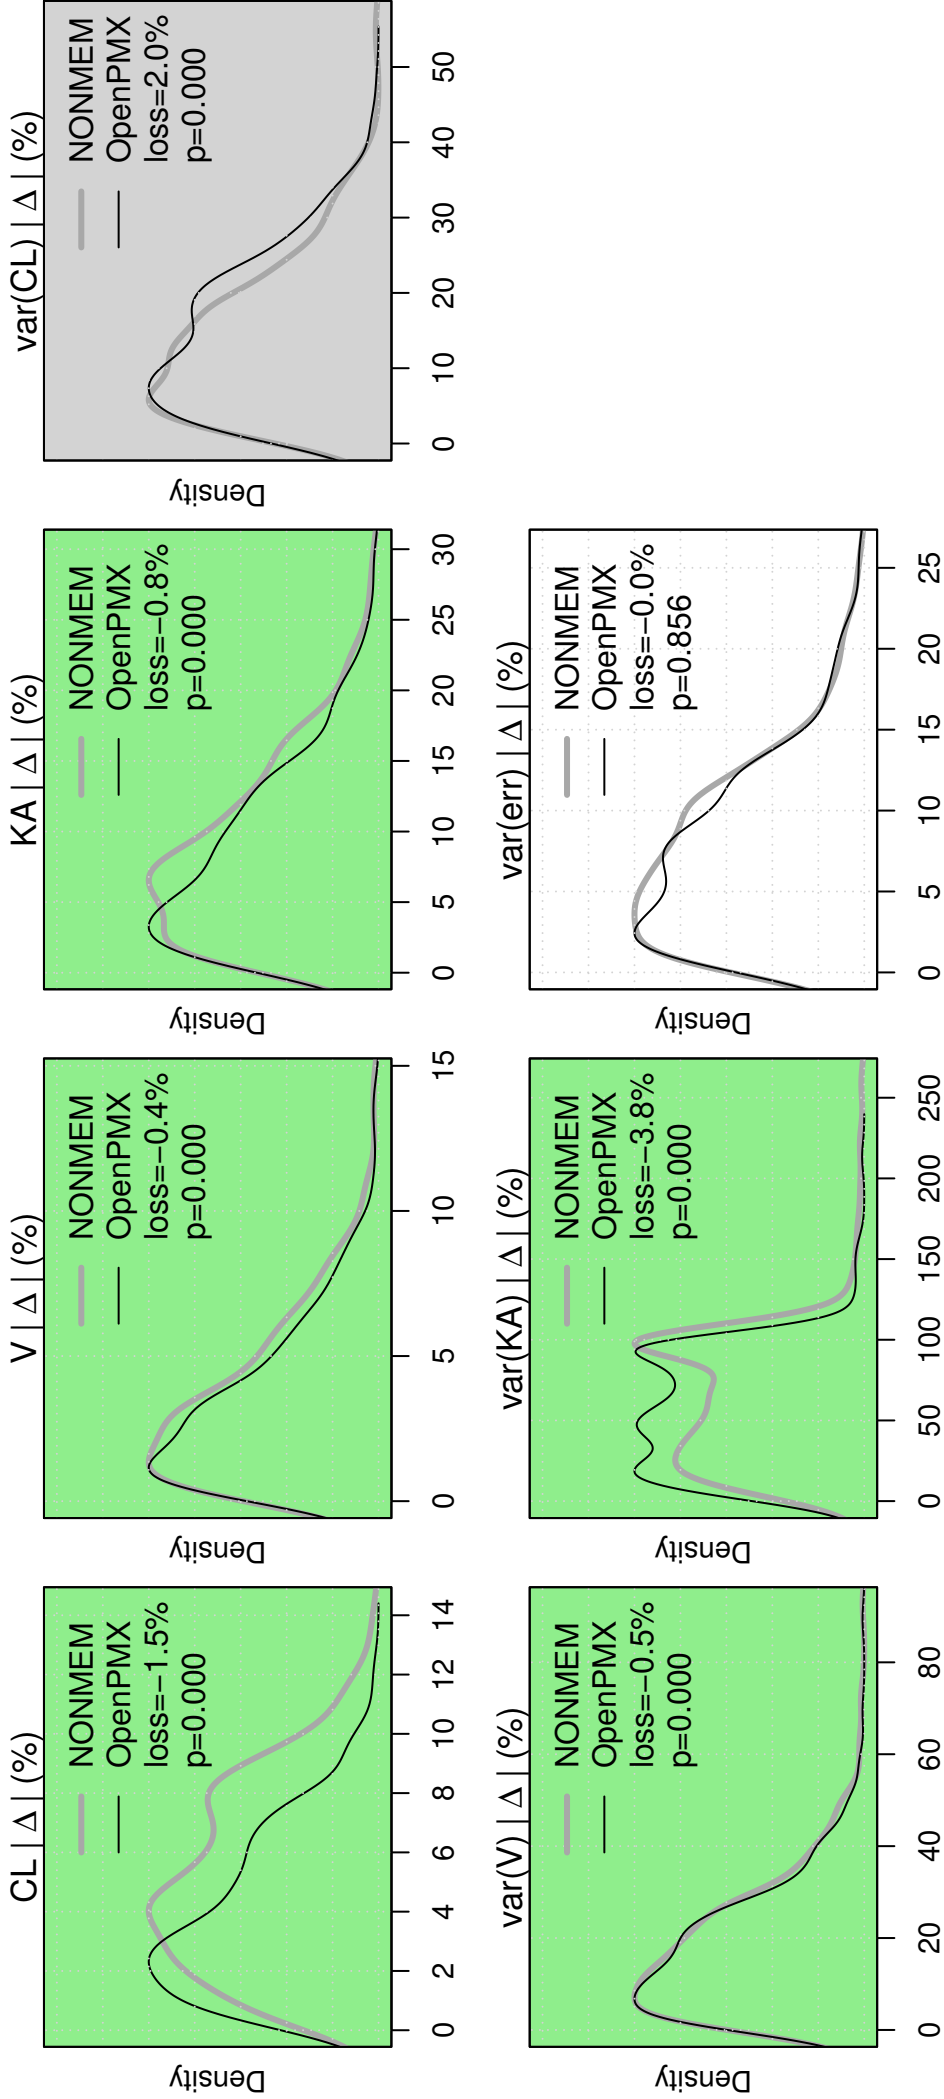 CL | Δ | (%)
NONMEM
OpenPMX
loss=−1.5%
p=0.000
Density
0 2 4 6 8 10 12 14
V | Δ | (%)
NONMEM
OpenPMX
loss=−0.4%
p=0.000
Density
0 5 10 15
KA | Δ | (%)
NONMEM
OpenPMX
loss=−0.8%
p=0.000
Density
0 5 10 15 20 25 30
var(CL) | Δ | (%)
NONMEM
OpenPMX
loss=2.0%
p=0.000
Density
0 10 20 30 40 50
var(V) | Δ | (%)
NONMEM
OpenPMX
loss=−0.5%
p=0.000
Density
0 20 40 60 80
var(KA) | Δ | (%)
NONMEM
OpenPMX
loss=−3.8%
p=0.000
Density
0 50 100 150 200 250
var(err) | Δ | (%)
NONMEM
OpenPMX
loss=−0.0%
p=0.856
Density
0 5 10 15 20 25